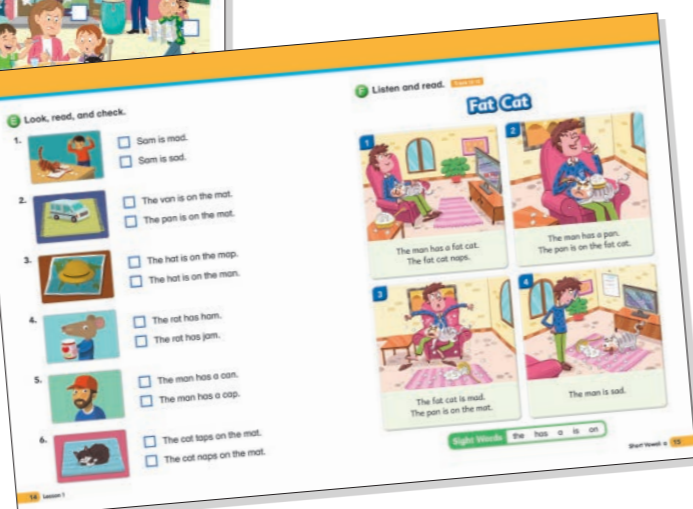 E Look, read, and check.
1.
Sam is mad.
Sam is sad.
2.
The van is on the mat.
The pan is on the mat.
3.
The hat is on the map.
The hat is on the man.
4.
The rat has ham.
The rat has jam.
5.
The man has a can.
The man has a cap.
6.
The cat taps on the mat.
The cat naps on the mat.
14 Lesson 1
F Listen and read.
Fat Cat
1
The man has a fat cat.
The fat cat naps.
2
The man has a pan.
The pan is on the fat cat.
3
The fat cat is mad.
The pan is on the mat.
4
The man is sad.
Sight Words the has a is on
Short Vowel: a 15